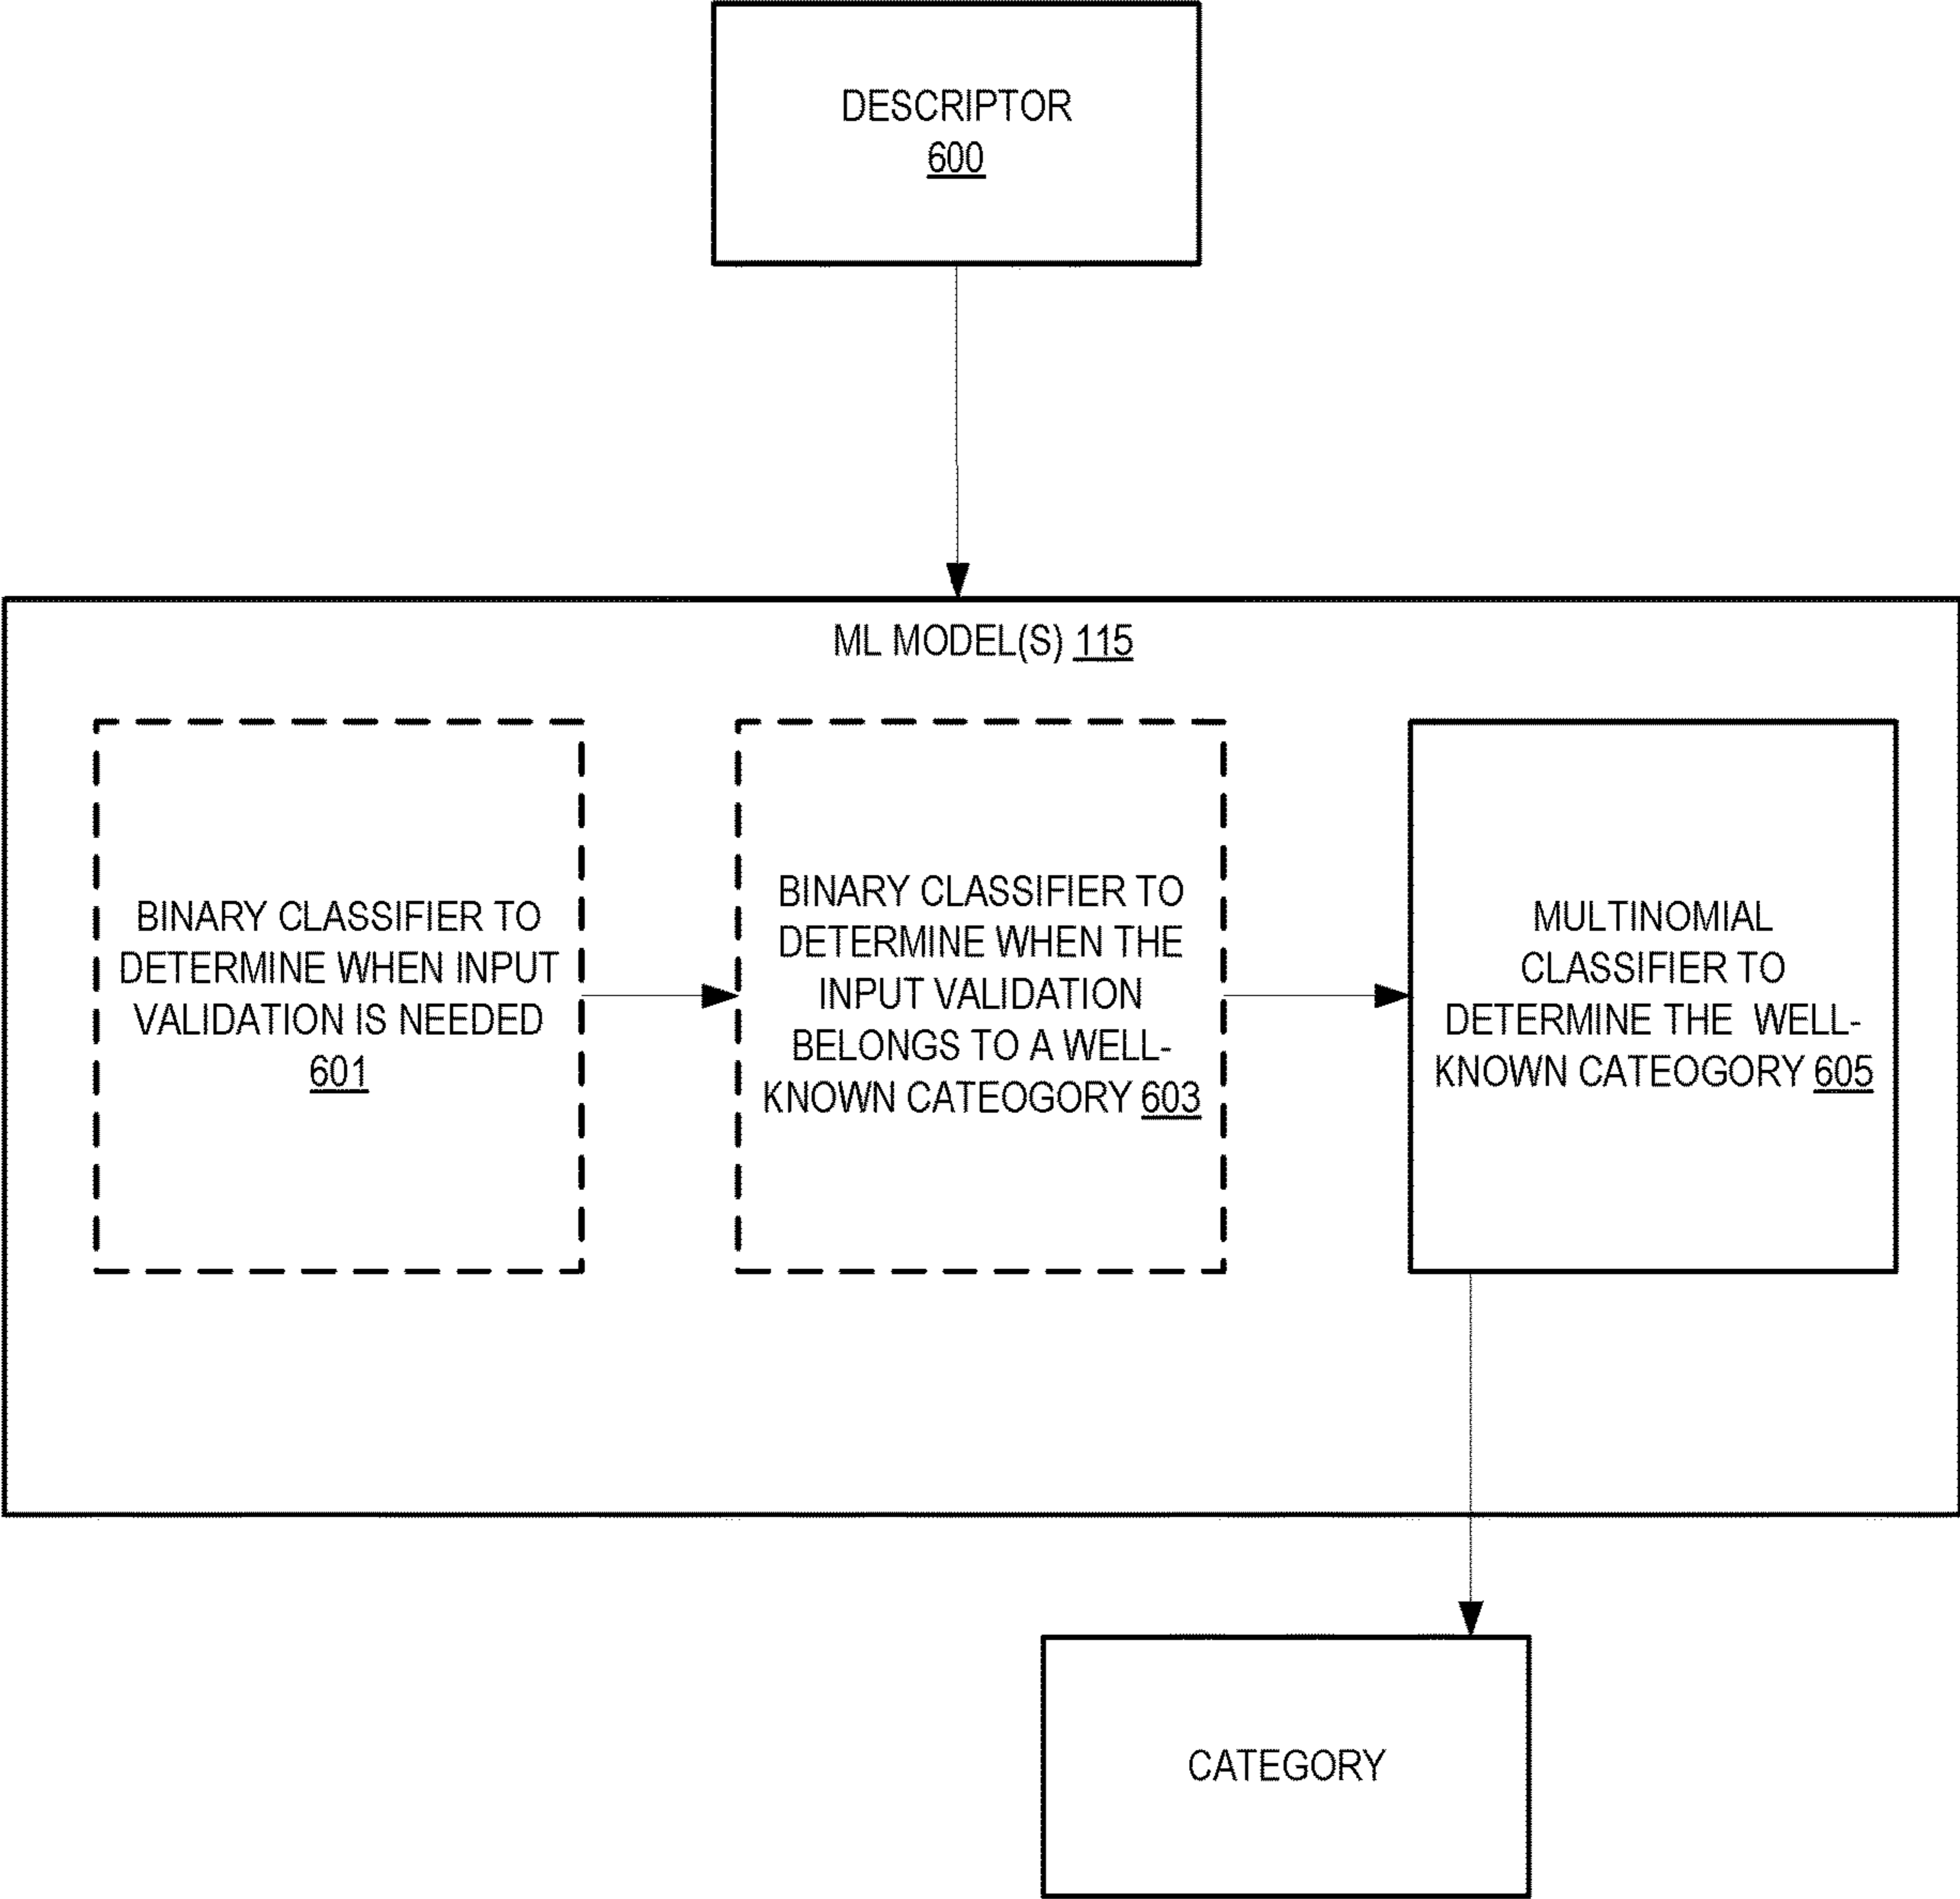 DESCRIPTOR
600
ML MODEL(S) 115
BINARY CLASSIFIER TO
DETERMINE WHEN INPUT
VALIDATION IS NEEDED
601
BINARY CLASSIFIER TO
DETERMINE WHEN THE
INPUT VALIDATION
BELONGS TO A WELL-
KNOWN CATEOGORY 603
MULTINOMIAL
CLASSIFIER TO
DETERMINE THE WELL-
KNOWN CATEOGORY 605
CATEGORY